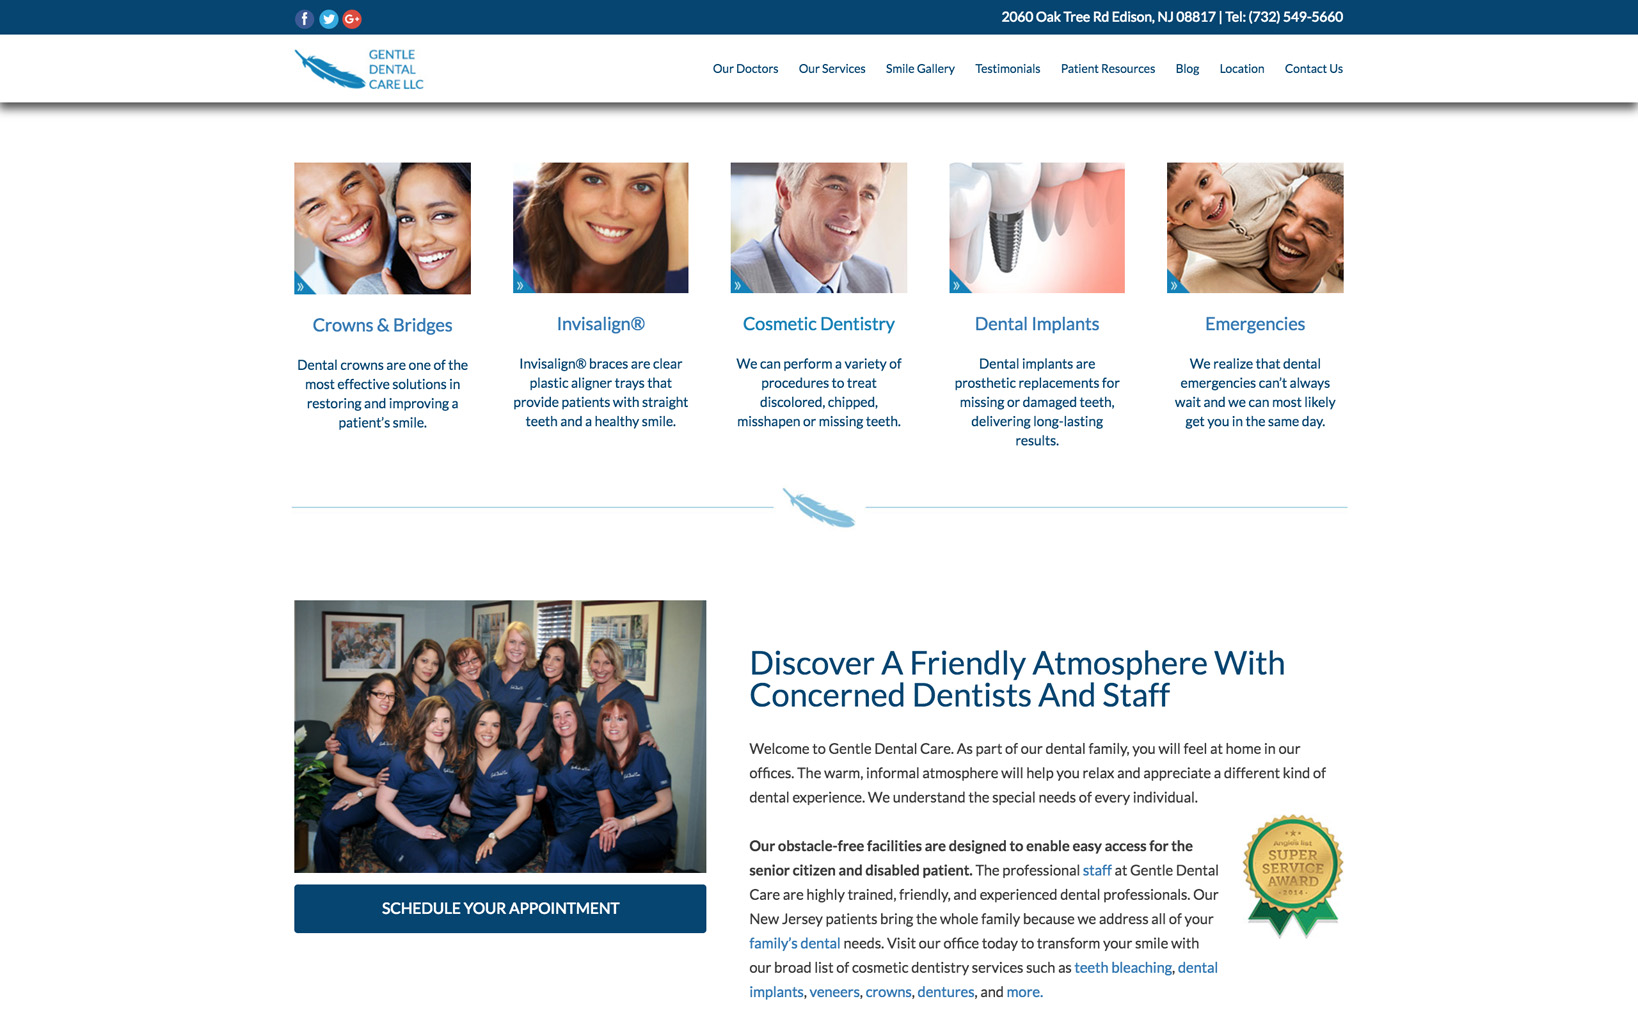 2060 Oak Tree Rd Edison, NJ 08817 | Tel: (732) 549-5660
GENTLE
DENTAL
CARE LLC
Our Doctors
Our Services
Smile Gallery
Testimonials
Patient Resources
Blog
Location
Contact Us
Crowns & Bridges
Dental crowns are one of the
most effective solutions in
restoring and improving a
patient’s smile.
Invisalign®
Invisalign® braces are clear
plastic aligner trays that
provide patients with straight
teeth and a healthy smile.
Cosmetic Dentistry
We can perform a variety of
procedures to treat
discolored, chipped,
misshapen or missing teeth.
Dental Implants
Dental implants are
prosthetic replacements for
missing or damaged teeth,
delivering long-lasting
results.
Emergencies
We realize that dental
emergencies can’t always
wait and we can most likely
get you in the same day.
SCHEDULE YOUR APPOINTMENT
Discover A Friendly Atmosphere With
Concerned Dentists And Staff
Welcome to Gentle Dental Care. As part of our dental family, you will feel at home in our
offices. The warm, informal atmosphere will help you relax and appreciate a different kind of
dental experience. We understand the special needs of every individual.
Our obstacle-free facilities are designed to enable easy access for the
senior citizen and disabled patient. The professional staff at Gentle Dental
Care are highly trained, friendly, and experienced dental professionals. Our
New Jersey patients bring the whole family because we address all of your
family’s dental needs. Visit our office today to transform your smile with
our broad list of cosmetic dentistry services such as teeth bleaching, dental
implants, veneers, crowns, dentures, and more.
Angie's list
SUPER
SERVICE
AWARD
2014